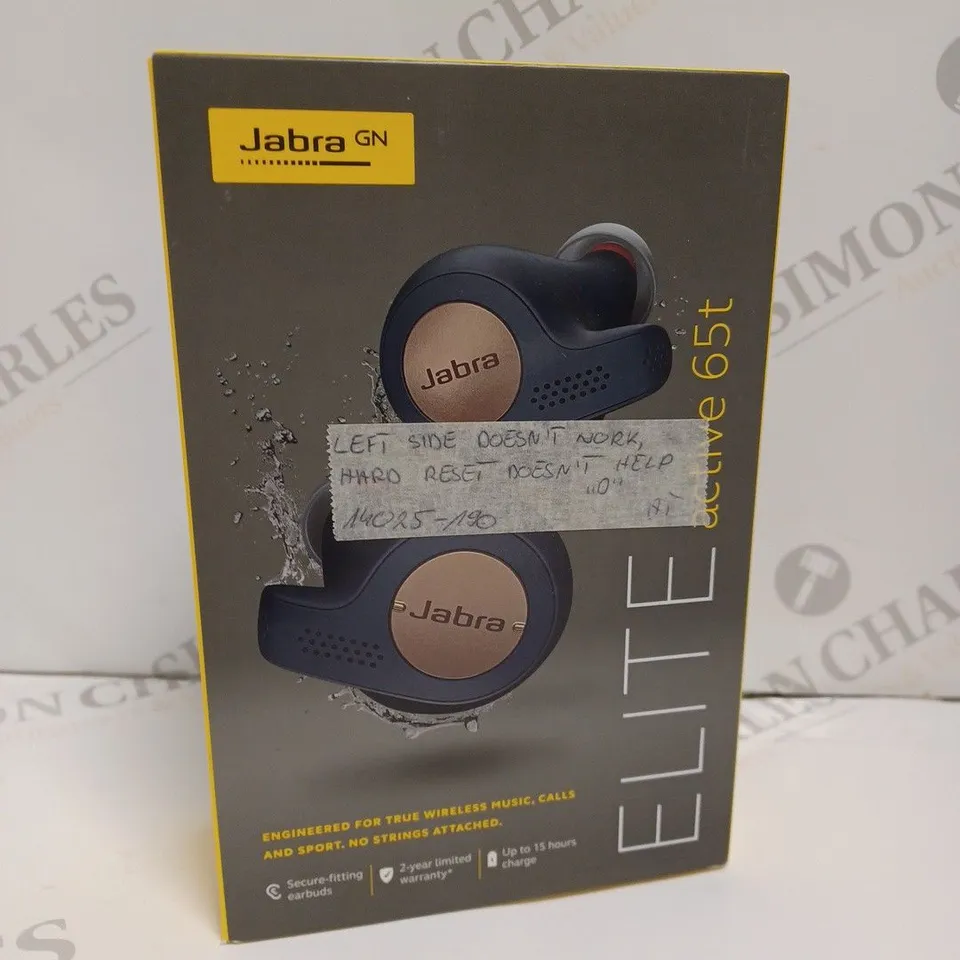 Jabra GN
Jabra
LEFT SIDE DOESN'T WORK,
HARD RESET DOESN'T HELP
"0"
14025-190
Jabra
ELITE active 65t
ENGINEERED FOR TRUE WIRELESS MUSIC, CALLS
AND SPORT. NO STRINGS ATTACHED.
Secure-fitting
earbuds
2-year limited
warranty*
Up to 15 hours
charge
SIMON
CHARLES